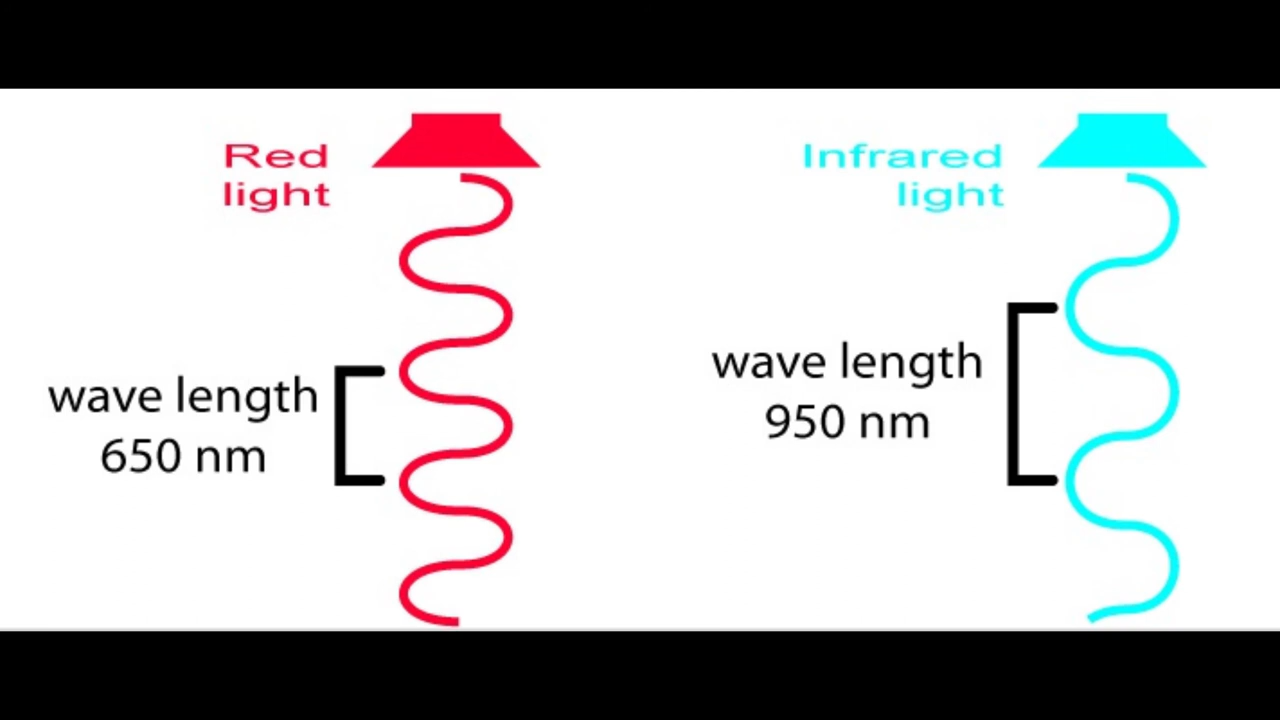 Red
light
wave length
650 nm
Infrared
light
wave length
950 nm